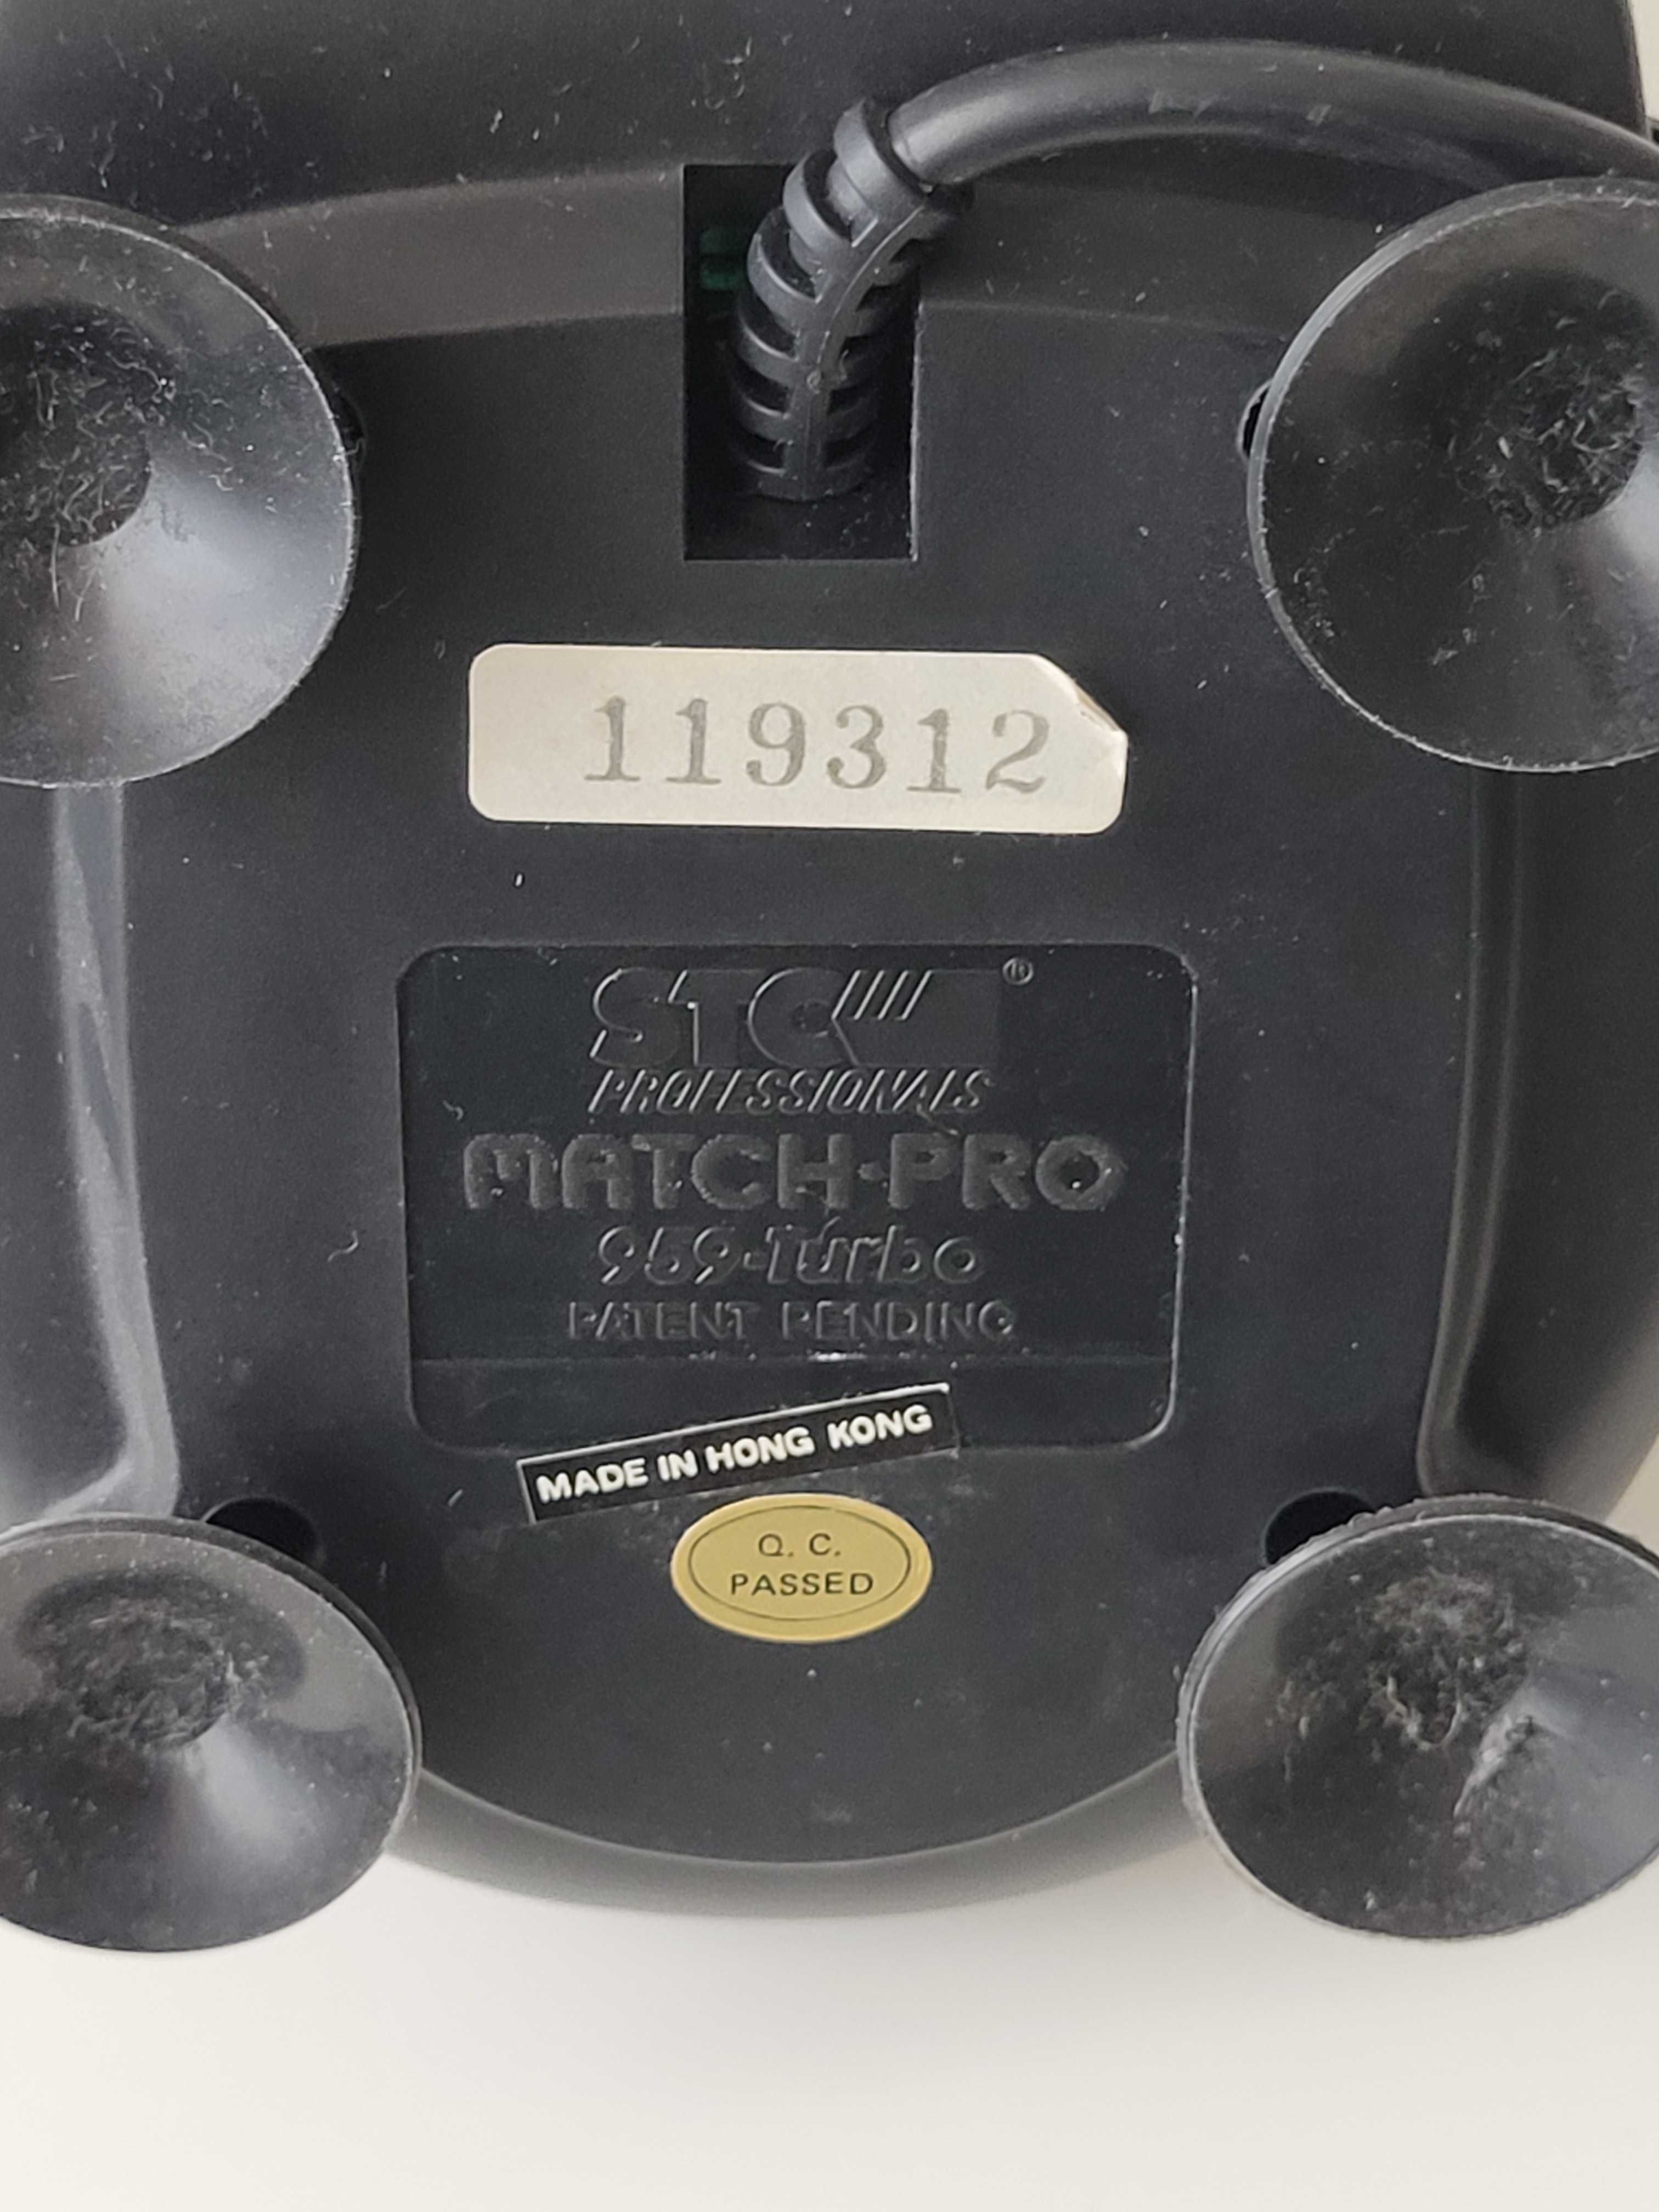 119312
STC®
PROFESSIONALS
MATCH·PRO
959·Turbo
PATENT PENDING
MADE IN HONG KONG
Q. C.
PASSED